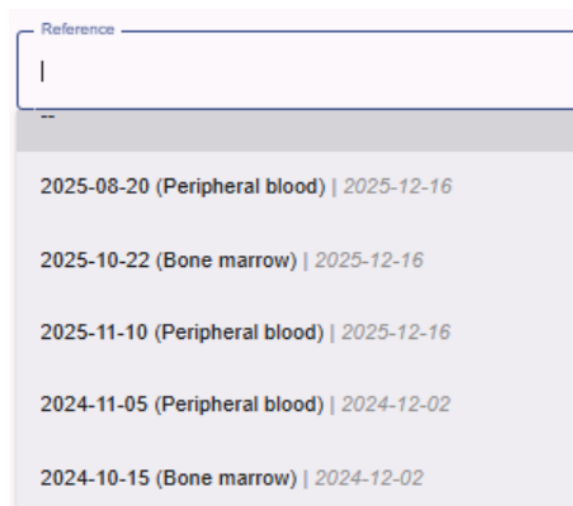 Reference
--
2025-08-20 (Peripheral blood) | 2025-12-16
2025-10-22 (Bone marrow) | 2025-12-16
2025-11-10 (Peripheral blood) | 2025-12-16
2024-11-05 (Peripheral blood) | 2024-12-02
2024-10-15 (Bone marrow) | 2024-12-02